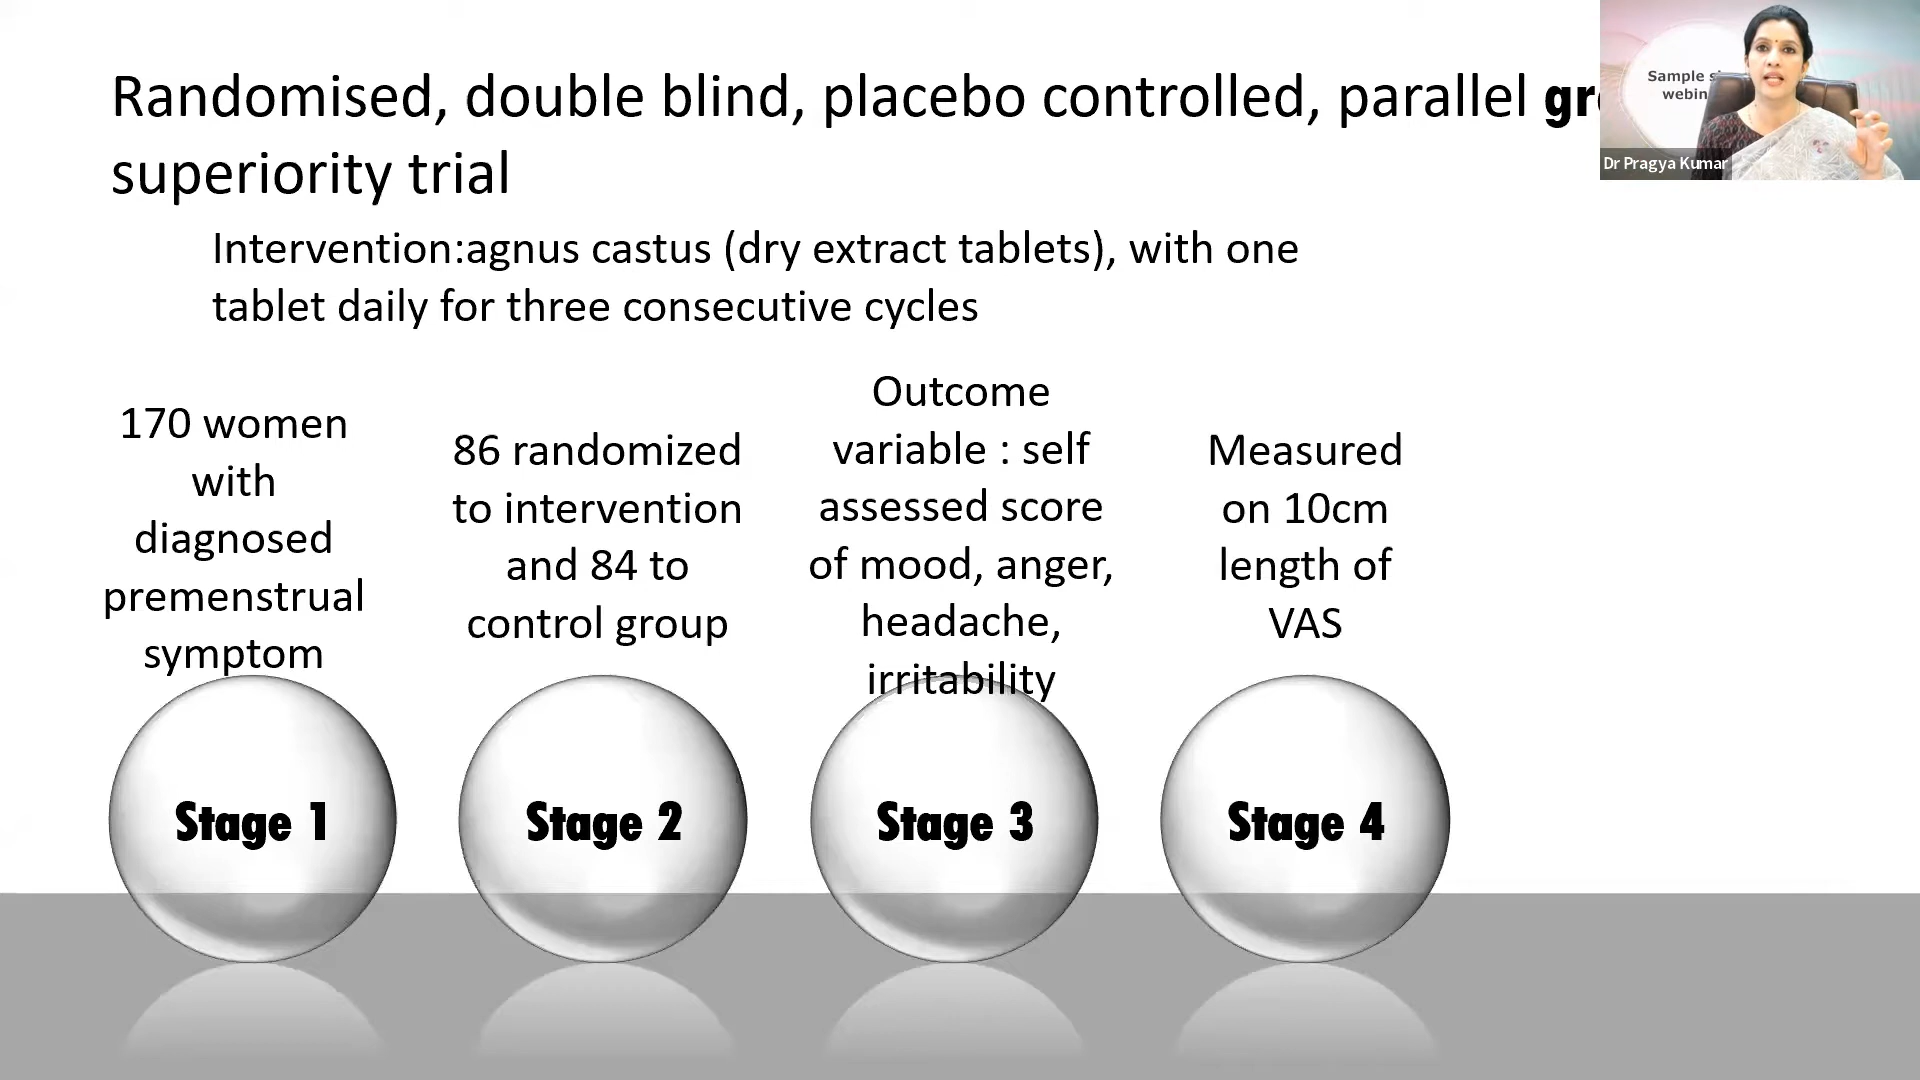 Randomised, double blind, placebo controlled, parallel
superiority trial
Intervention:agnus castus (dry extract tablets), with one
tablet daily for three consecutive cycles
170 women
with
diagnosed
premenstrual
symptom
86 randomized
to intervention
and 84 to
control group
Outcome
variable : self
assessed score
of mood, anger,
headache,
irritability
Measured
on 10cm
length of
VAS
Stage 1
Stage 2
Stage 3
Stage 4
Sample
Dr Pragya Kumar